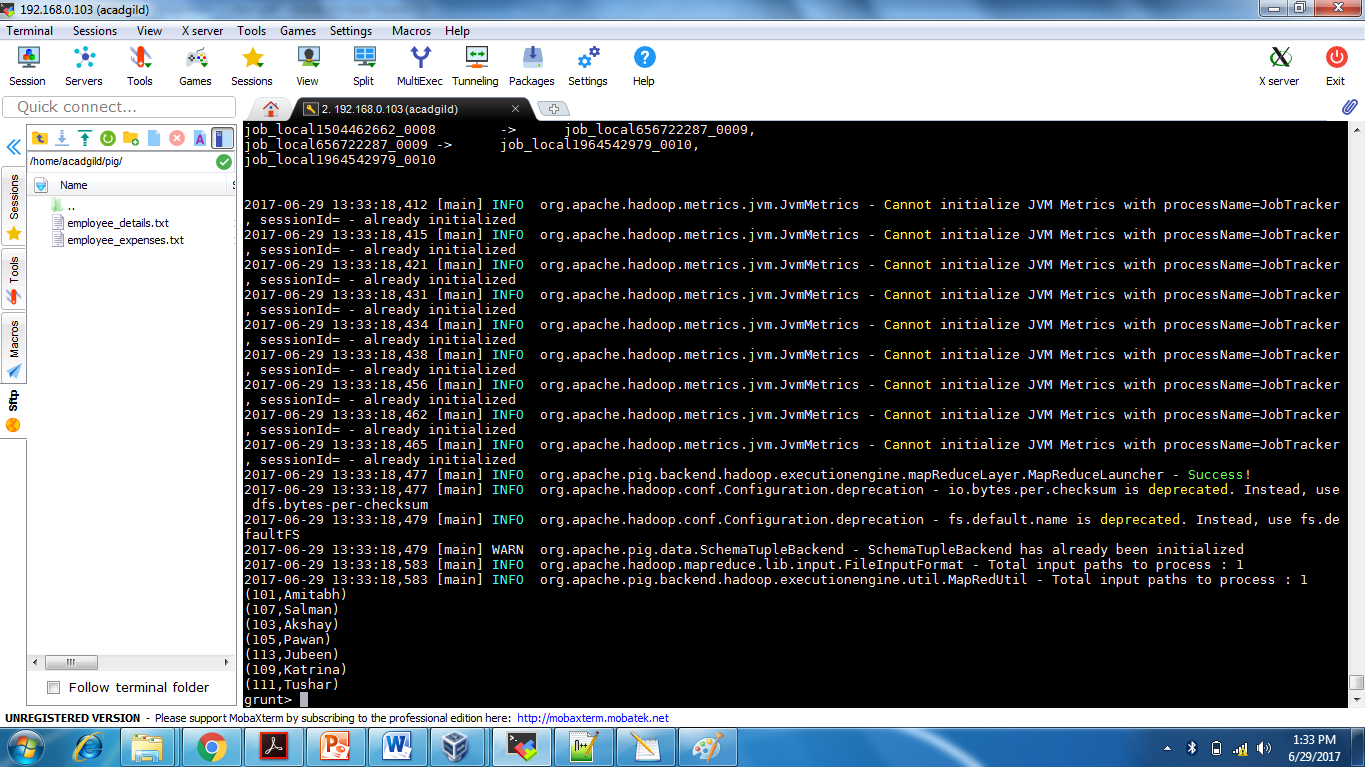 192.168.0.103 (acadgild)
Terminal Sessions View X server Tools Games Settings Macros Help
Session Servers Tools Games Sessions View Split MultiExec Tunneling Packages Settings Help X server Exit
Quick connect...
2. 192.168.0.103 (acadgild)
/home/acadgild/pig/
Name
..
employee_details.txt
employee_expenses.txt
Sessions
Tools
Macros
Sftp
Follow terminal folder
job_local1504462662_0008 -> job_local656722287_0009,
job_local656722287_0009 -> job_local1964542979_0010,
job_local1964542979_0010
2017-06-29 13:33:18,412 [main] INFO org.apache.hadoop.metrics.jvm.JvmMetrics - Cannot initialize JVM Metrics with processName=JobTracker
, sessionId= - already initialized
2017-06-29 13:33:18,415 [main] INFO org.apache.hadoop.metrics.jvm.JvmMetrics - Cannot initialize JVM Metrics with processName=JobTracker
, sessionId= - already initialized
2017-06-29 13:33:18,421 [main] INFO org.apache.hadoop.metrics.jvm.JvmMetrics - Cannot initialize JVM Metrics with processName=JobTracker
, sessionId= - already initialized
2017-06-29 13:33:18,431 [main] INFO org.apache.hadoop.metrics.jvm.JvmMetrics - Cannot initialize JVM Metrics with processName=JobTracker
, sessionId= - already initialized
2017-06-29 13:33:18,434 [main] INFO org.apache.hadoop.metrics.jvm.JvmMetrics - Cannot initialize JVM Metrics with processName=JobTracker
, sessionId= - already initialized
2017-06-29 13:33:18,438 [main] INFO org.apache.hadoop.metrics.jvm.JvmMetrics - Cannot initialize JVM Metrics with processName=JobTracker
, sessionId= - already initialized
2017-06-29 13:33:18,456 [main] INFO org.apache.hadoop.metrics.jvm.JvmMetrics - Cannot initialize JVM Metrics with processName=JobTracker
, sessionId= - already initialized
2017-06-29 13:33:18,462 [main] INFO org.apache.hadoop.metrics.jvm.JvmMetrics - Cannot initialize JVM Metrics with processName=JobTracker
, sessionId= - already initialized
2017-06-29 13:33:18,465 [main] INFO org.apache.hadoop.metrics.jvm.JvmMetrics - Cannot initialize JVM Metrics with processName=JobTracker
, sessionId= - already initialized
2017-06-29 13:33:18,477 [main] INFO org.apache.pig.backend.hadoop.executionengine.mapReduceLayer.MapReduceLauncher - Success!
2017-06-29 13:33:18,477 [main] INFO org.apache.hadoop.conf.Configuration.deprecation - io.bytes.per.checksum is deprecated. Instead, use
dfs.bytes-per-checksum
2017-06-29 13:33:18,479 [main] INFO org.apache.hadoop.conf.Configuration.deprecation - fs.default.name is deprecated. Instead, use fs.de
faultFS
2017-06-29 13:33:18,479 [main] WARN org.apache.pig.data.SchemaTupleBackend - SchemaTupleBackend has already been initialized
2017-06-29 13:33:18,583 [main] INFO org.apache.hadoop.mapreduce.lib.input.FileInputFormat - Total input paths to process : 1
2017-06-29 13:33:18,583 [main] INFO org.apache.pig.backend.hadoop.executionengine.util.MapRedUtil - Total input paths to process : 1
(101,Amitabh)
(107,Salman)
(103,Akshay)
(105,Pawan)
(113,Jubeen)
(109,Katrina)
(111,Tushar)
grunt>
UNREGISTERED VERSION - Please support MobaXterm by subscribing to the professional edition here: http://mobaxterm.mobatek.net
1:33 PM
6/29/2017